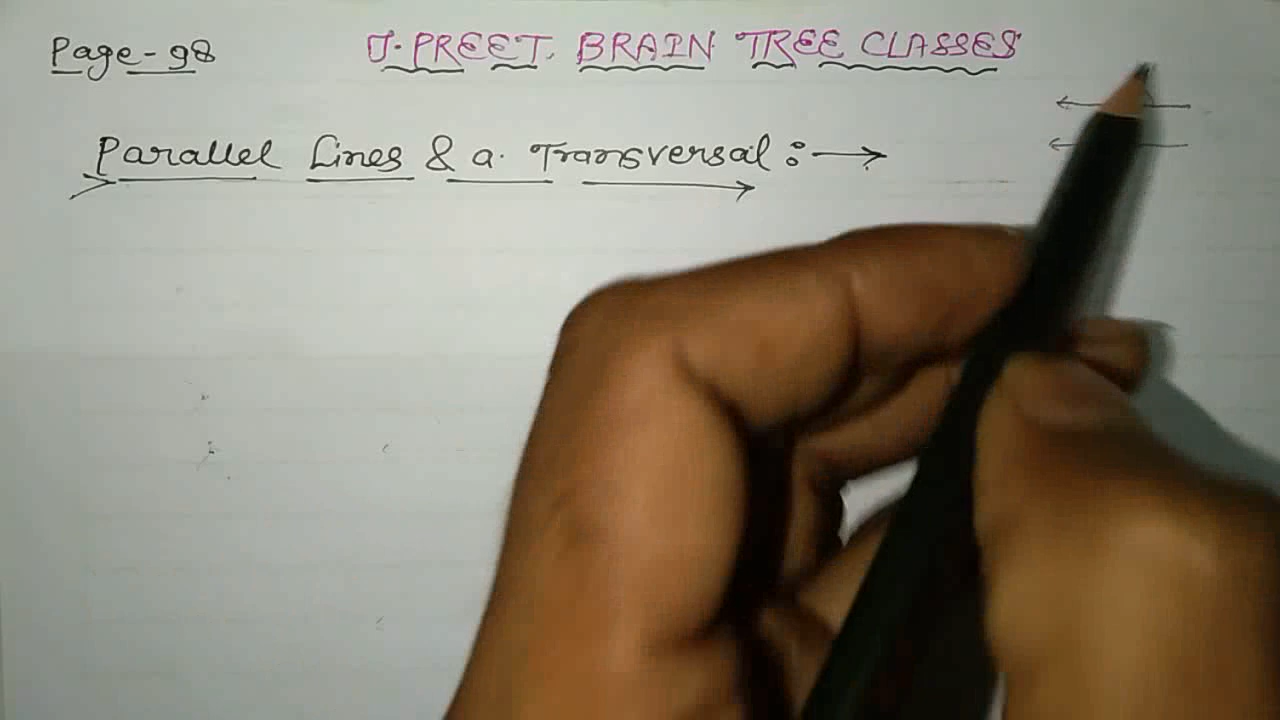 Page-98
J. PREET. BRAIN TREE CLASSES
Parallel Lines & a. Transversal :→